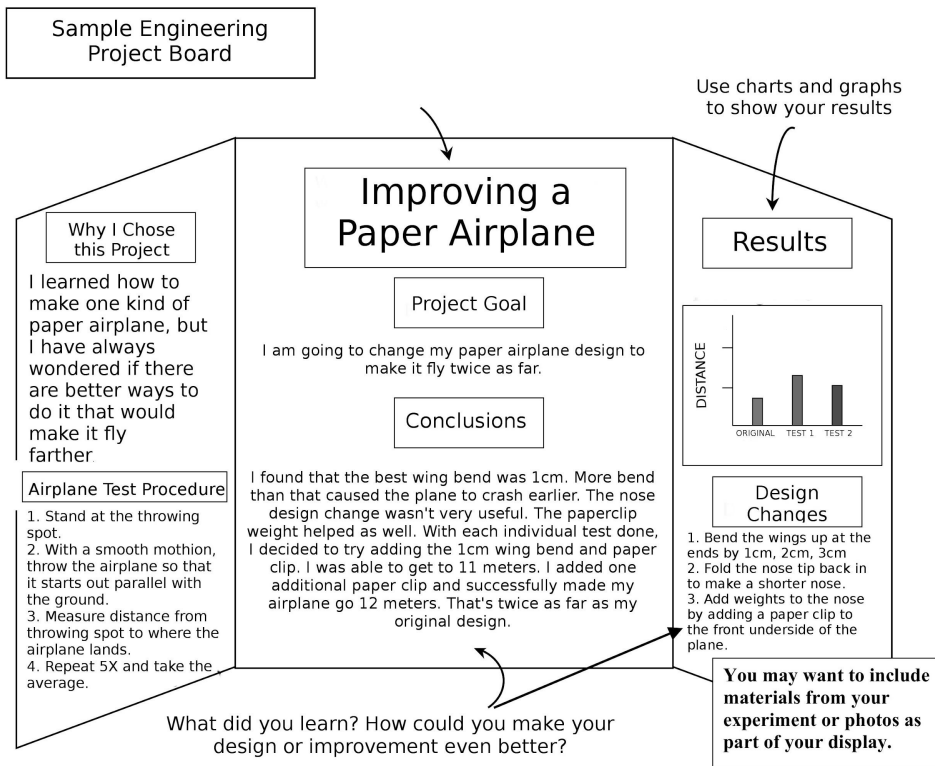 Sample Engineering
Project Board
Use charts and graphs
to show your results
Why I Chose
this Project
I learned how to
make one kind of
paper airplane, but
I have always
wondered if there
are better ways to
do it that would
make it fly
farther.
Airplane Test Procedure
1. Stand at the throwing
spot.
2. With a smooth mothion,
throw the airplane so that
it starts out parallel with
the ground.
3. Measure distance from
throwing spot to where the
airplane lands.
4. Repeat 5X and take the
average.
Improving a
Paper Airplane
Project Goal
I am going to change my paper airplane design to
make it fly twice as far.
Conclusions
I found that the best wing bend was 1cm. More bend
than that caused the plane to crash earlier. The nose
design change wasn't very useful. The paperclip
weight helped as well. With each individual test done,
I decided to try adding the 1cm wing bend and paper
clip. I was able to get to 11 meters. I added one
additional paper clip and successfully made my
airplane go 12 meters. That's twice as far as my
original design.
Results
DISTANCE
ORIGINAL TEST 1 TEST 2
Design
Changes
1. Bend the wings up at the
ends by 1cm, 2cm, 3cm
2. Fold the nose tip back in
to make a shorter nose.
3. Add weights to the nose
by adding a paper clip to
the front underside of the
plane.
What did you learn? How could you make your
design or improvement even better?
You may want to include
materials from your
experiment or photos as
part of your display.